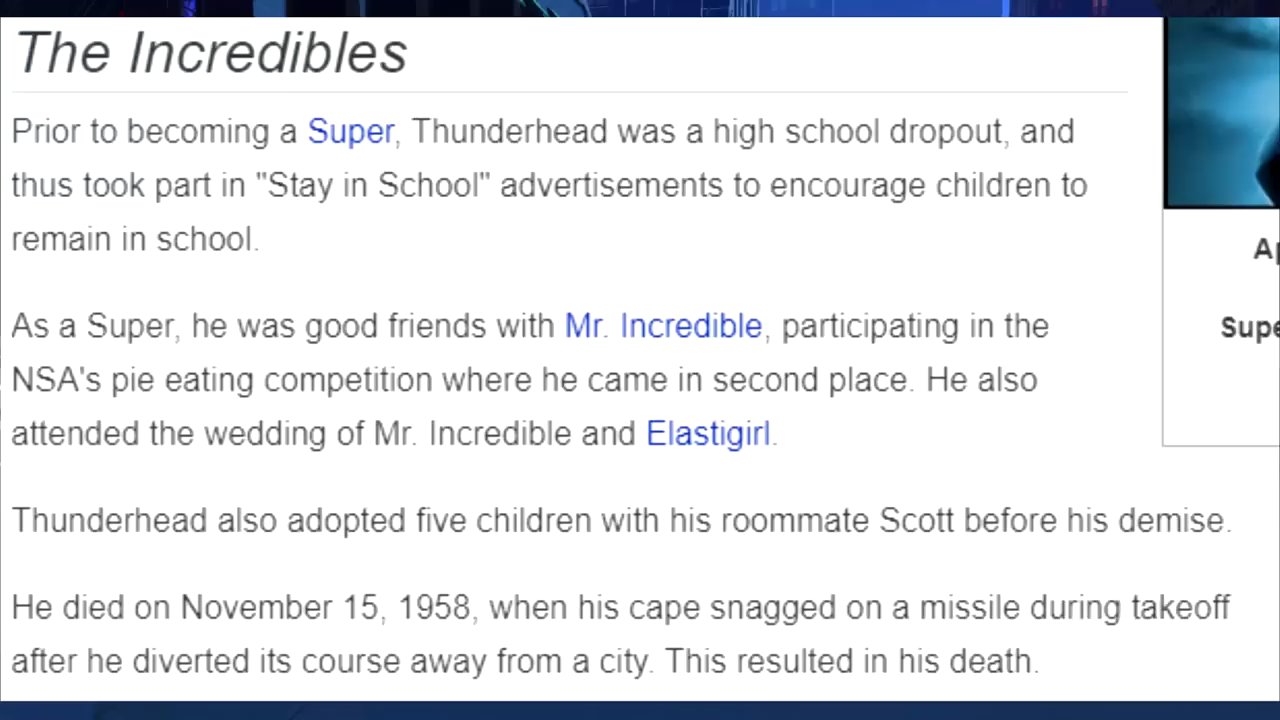 The Incredibles
Prior to becoming a Super, Thunderhead was a high school dropout, and
thus took part in "Stay in School" advertisements to encourage children to
remain in school.
As a Super, he was good friends with Mr. Incredible, participating in the
NSA's pie eating competition where he came in second place. He also
attended the wedding of Mr. Incredible and Elastigirl.
Thunderhead also adopted five children with his roommate Scott before his demise.
He died on November 15, 1958, when his cape snagged on a missile during takeoff
after he diverted its course away from a city. This resulted in his death.